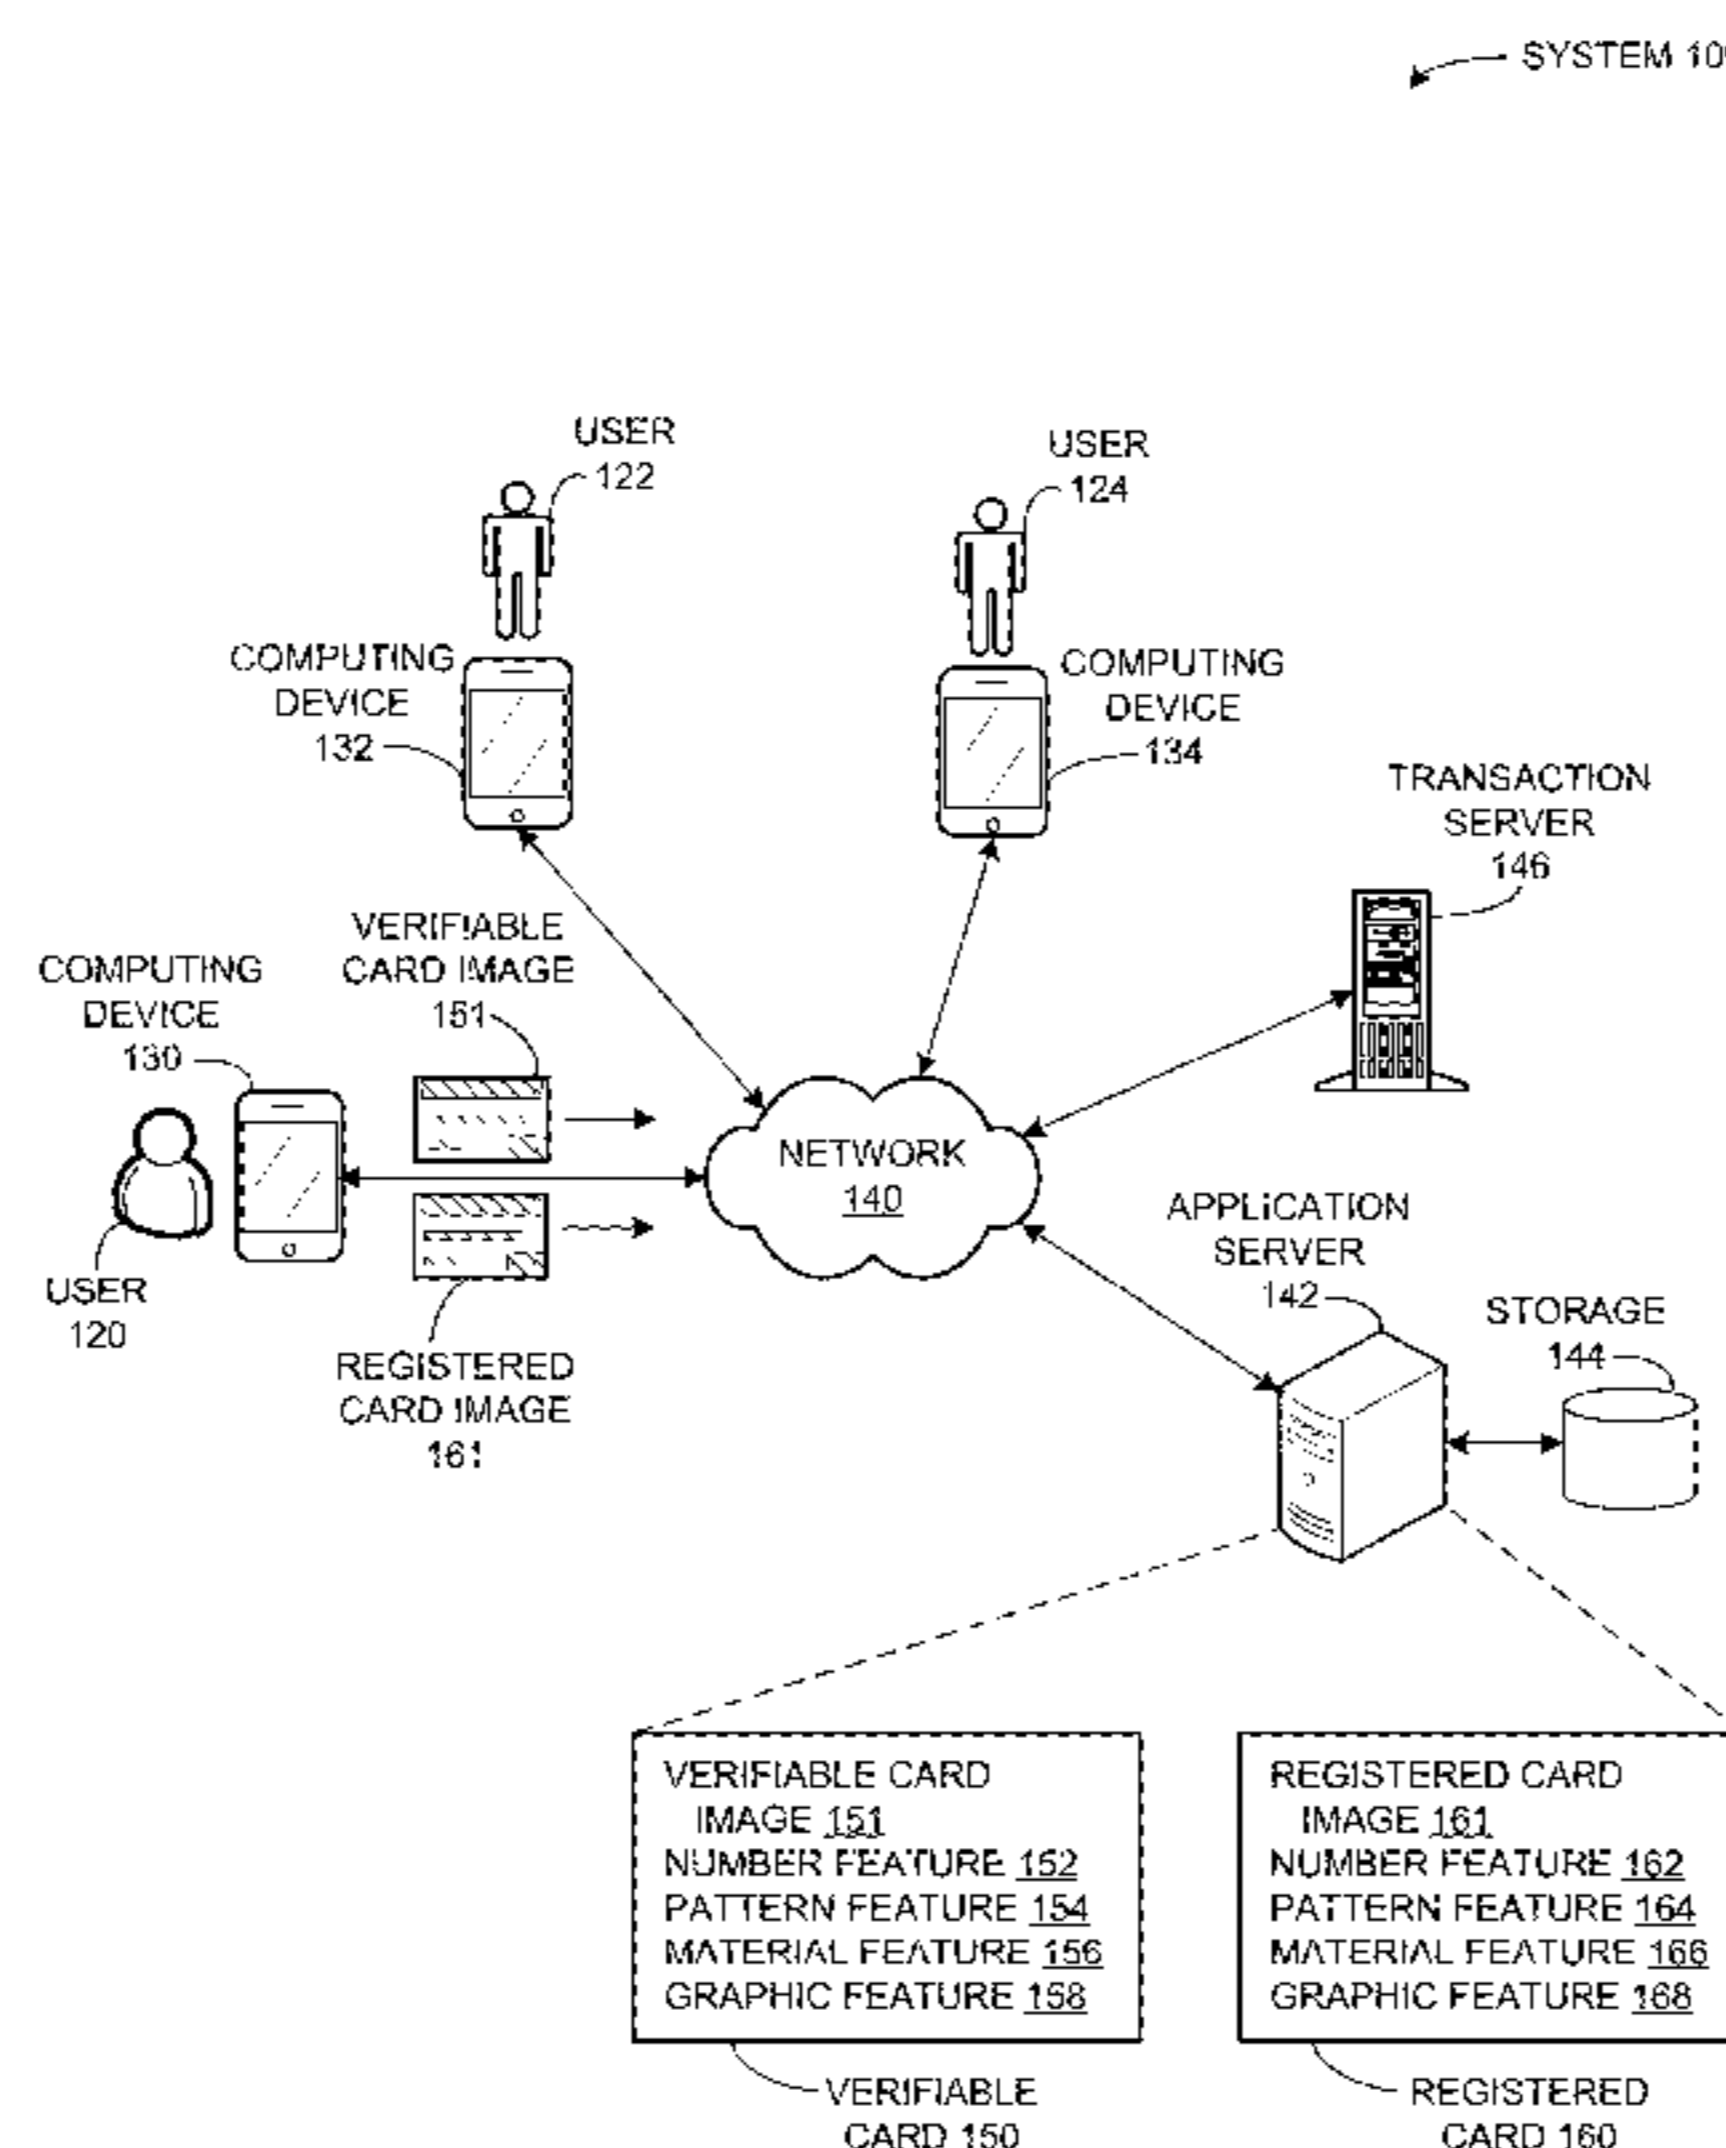 SYSTEM 10
USER
122
USER
124
COMPUTING
DEVICE
132
COMPUTING
DEVICE
134
TRANSACTION
SERVER
146
VERIFIABLE
CARD IMAGE
151
COMPUTING
DEVICE
130
NETWORK
140
APPLICATION
SERVER
142
USER
120
STORAGE
144
REGISTERED
CARD IMAGE
161
VERIFIABLE CARD
IMAGE 151
NUMBER FEATURE 152
PATTERN FEATURE 154
MATERIAL FEATURE 156
GRAPHIC FEATURE 158
REGISTERED CARD
IMAGE 161
NUMBER FEATURE 162
PATTERN FEATURE 164
MATERIAL FEATURE 166
GRAPHIC FEATURE 168
VERIFIABLE
CARD 150
REGISTERED
CARD 160